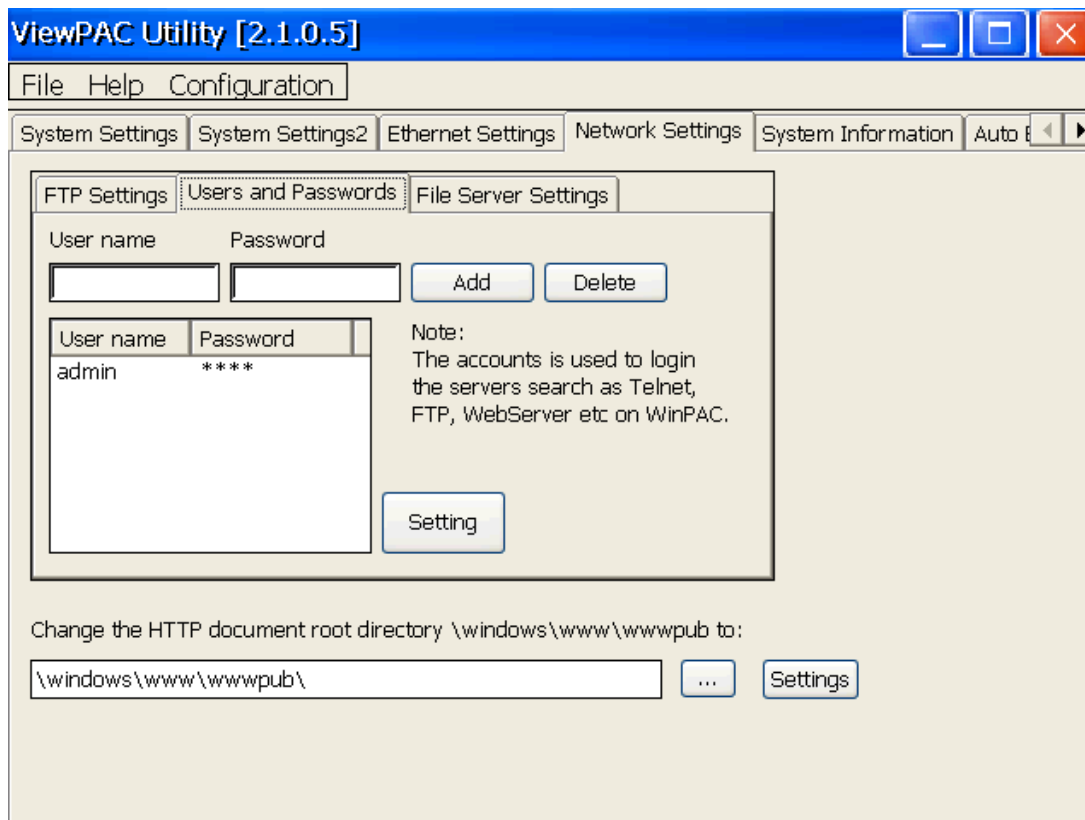 ViewPAC Utility [2.1.0.5]
File Help Configuration
System Settings System Settings2 Ethernet Settings Network Settings System Information Auto
FTP Settings Users and Passwords File Server Settings
User name Password
Add Delete
User name Password
admin ****
Note:
The accounts is used to login
the servers search as Telnet,
FTP, WebServer etc on WinPAC.
Setting
Change the HTTP document root directory \windows\www\wwwpub to:
\windows\www\wwwpub\ ... Settings